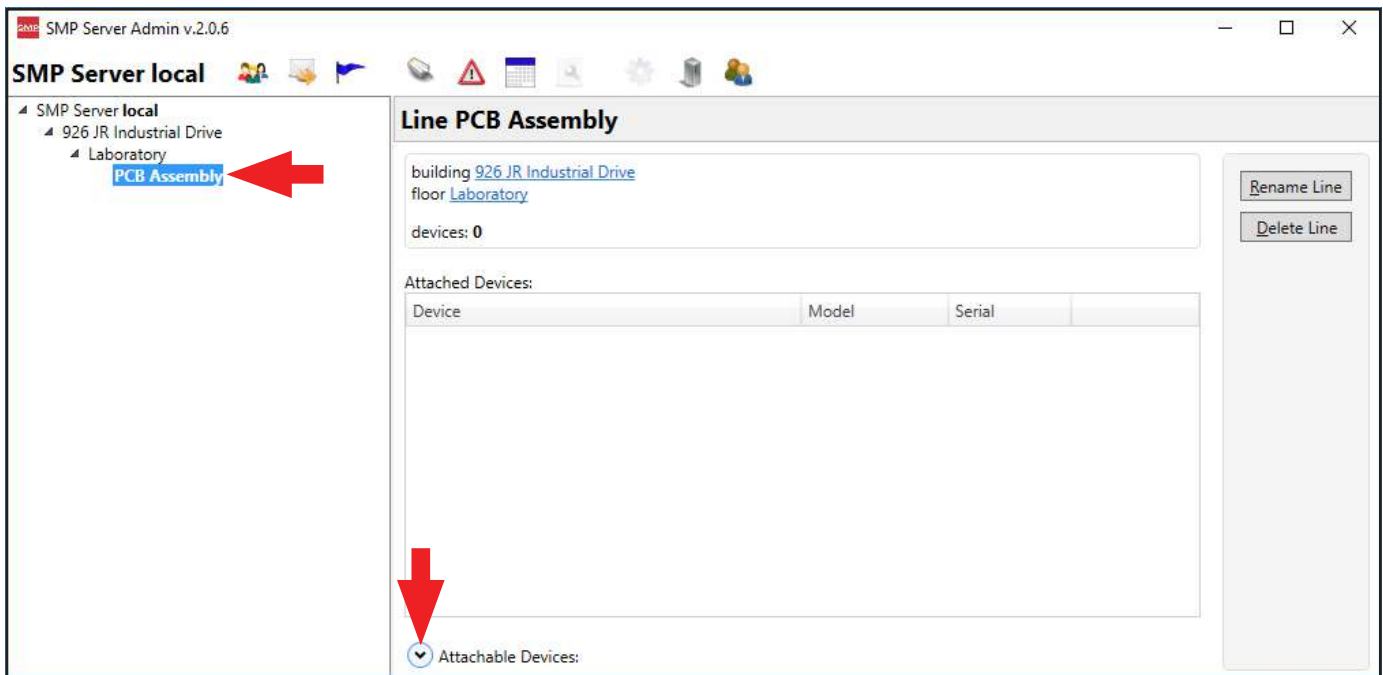 SMP SMP Server Admin v.2.0.6
SMP Server local
SMP Server local
926 JR Industrial Drive
Laboratory
PCB Assembly
Line PCB Assembly
building 926 JR Industrial Drive
floor Laboratory
devices: 0
Rename Line
Delete Line
Attached Devices:
Device Model Serial
Attachable Devices: